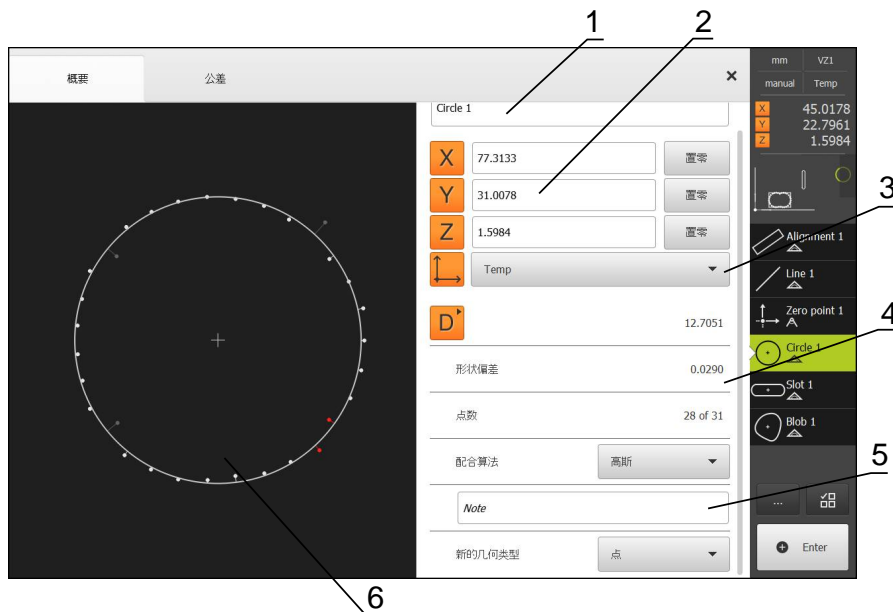 1
2
概要
公差
×
Circle 1
X
77.3133
置零
Y
31.0078
置零
Z
1.5984
置零
Temp
3
D
12.7051
形状偏差
0.0290
4
点数
28 of 31
配合算法
高斯
Note
5
新的几何类型
点
6
mm
VZ1
manual
Temp
X
45.0178
Y
22.7961
Z
1.5984
Alignment 1
Line 1
Zero point 1
Circle 1
Slot 1
Blob 1
...
Enter